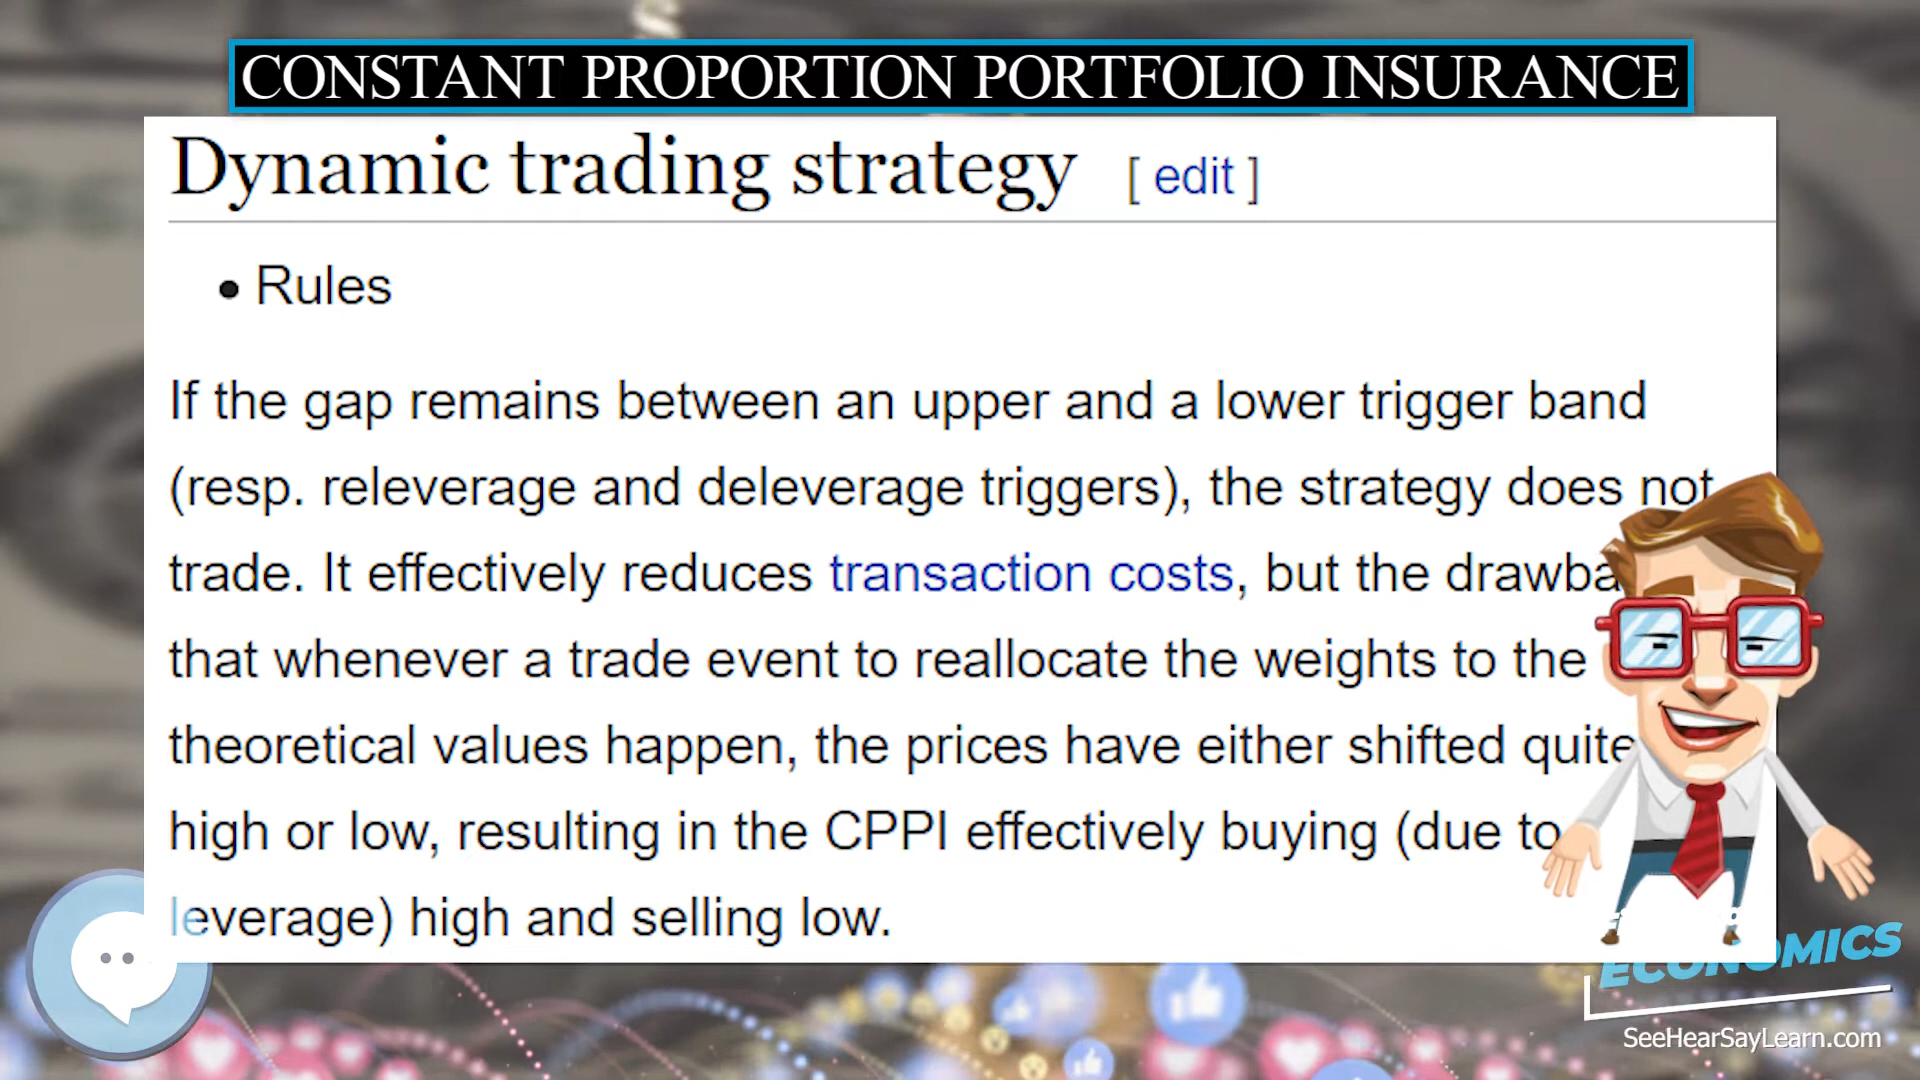 CONSTANT PROPORTION PORTFOLIO INSURANCE
Dynamic trading strategy [ edit ]
• Rules
If the gap remains between an upper and a lower trigger band
(resp. releverage and deleverage triggers), the strategy does not
trade. It effectively reduces transaction costs, but the drawba
that whenever a trade event to reallocate the weights to the
theoretical values happen, the prices have either shifted quite
high or low, resulting in the CPPI effectively buying (due to
leverage) high and selling low.
ECONOMICS
SeeHearSayLearn.com